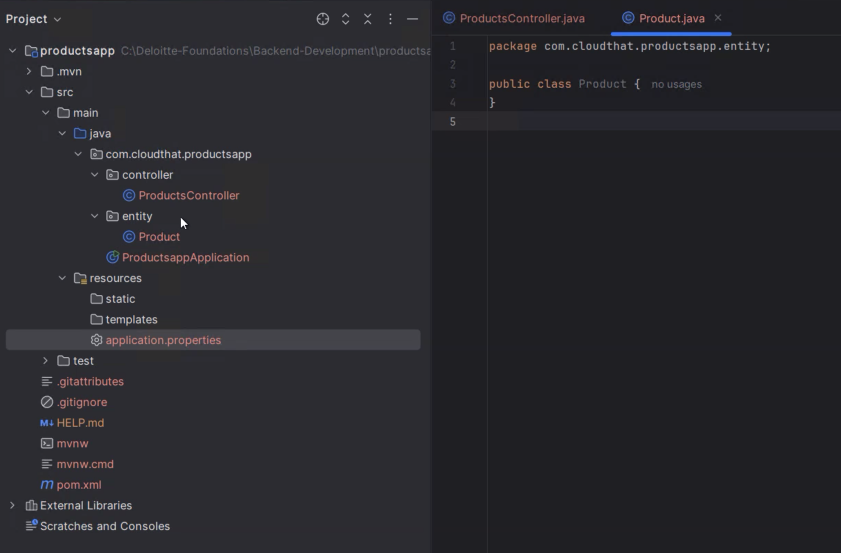 Project
productsapp C:\Deloitte-Foundations\Backend-Development\productsa
.mvn
src
main
java
com.cloudthat.productsapp
controller
ProductsController
entity
Product
ProductsappApplication
resources
static
templates
application.properties
test
.gitattributes
.gitignore
M↓ HELP.md
mvnw
mvnw.cmd
m pom.xml
External Libraries
Scratches and Consoles
ProductsController.java
Product.java
1 package com.cloudthat.productsapp.entity;
2
3 public class Product { no usages
4 }
5